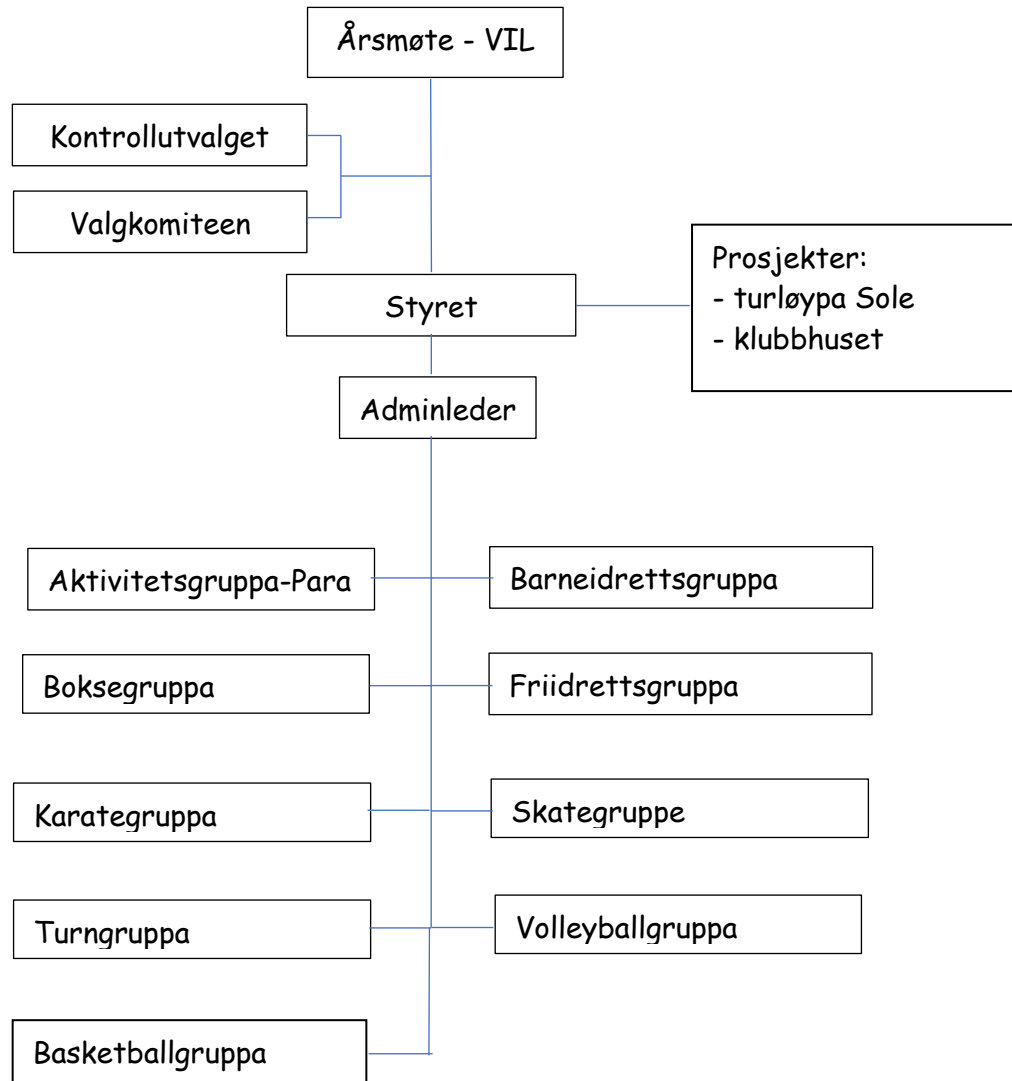 Årsmøte - VIL
Kontrollutvalget
Valgkomiteen
Prosjekter:
- turløypa Sole
- klubbhuset
Styret
Adminleder
Aktivitetsgruppa-Para
Barneidrettsgruppa
Boksegruppa
Friidrettsgruppa
Karategruppa
Skategruppe
Turngruppa
Volleyballgruppa
Basketballgruppa